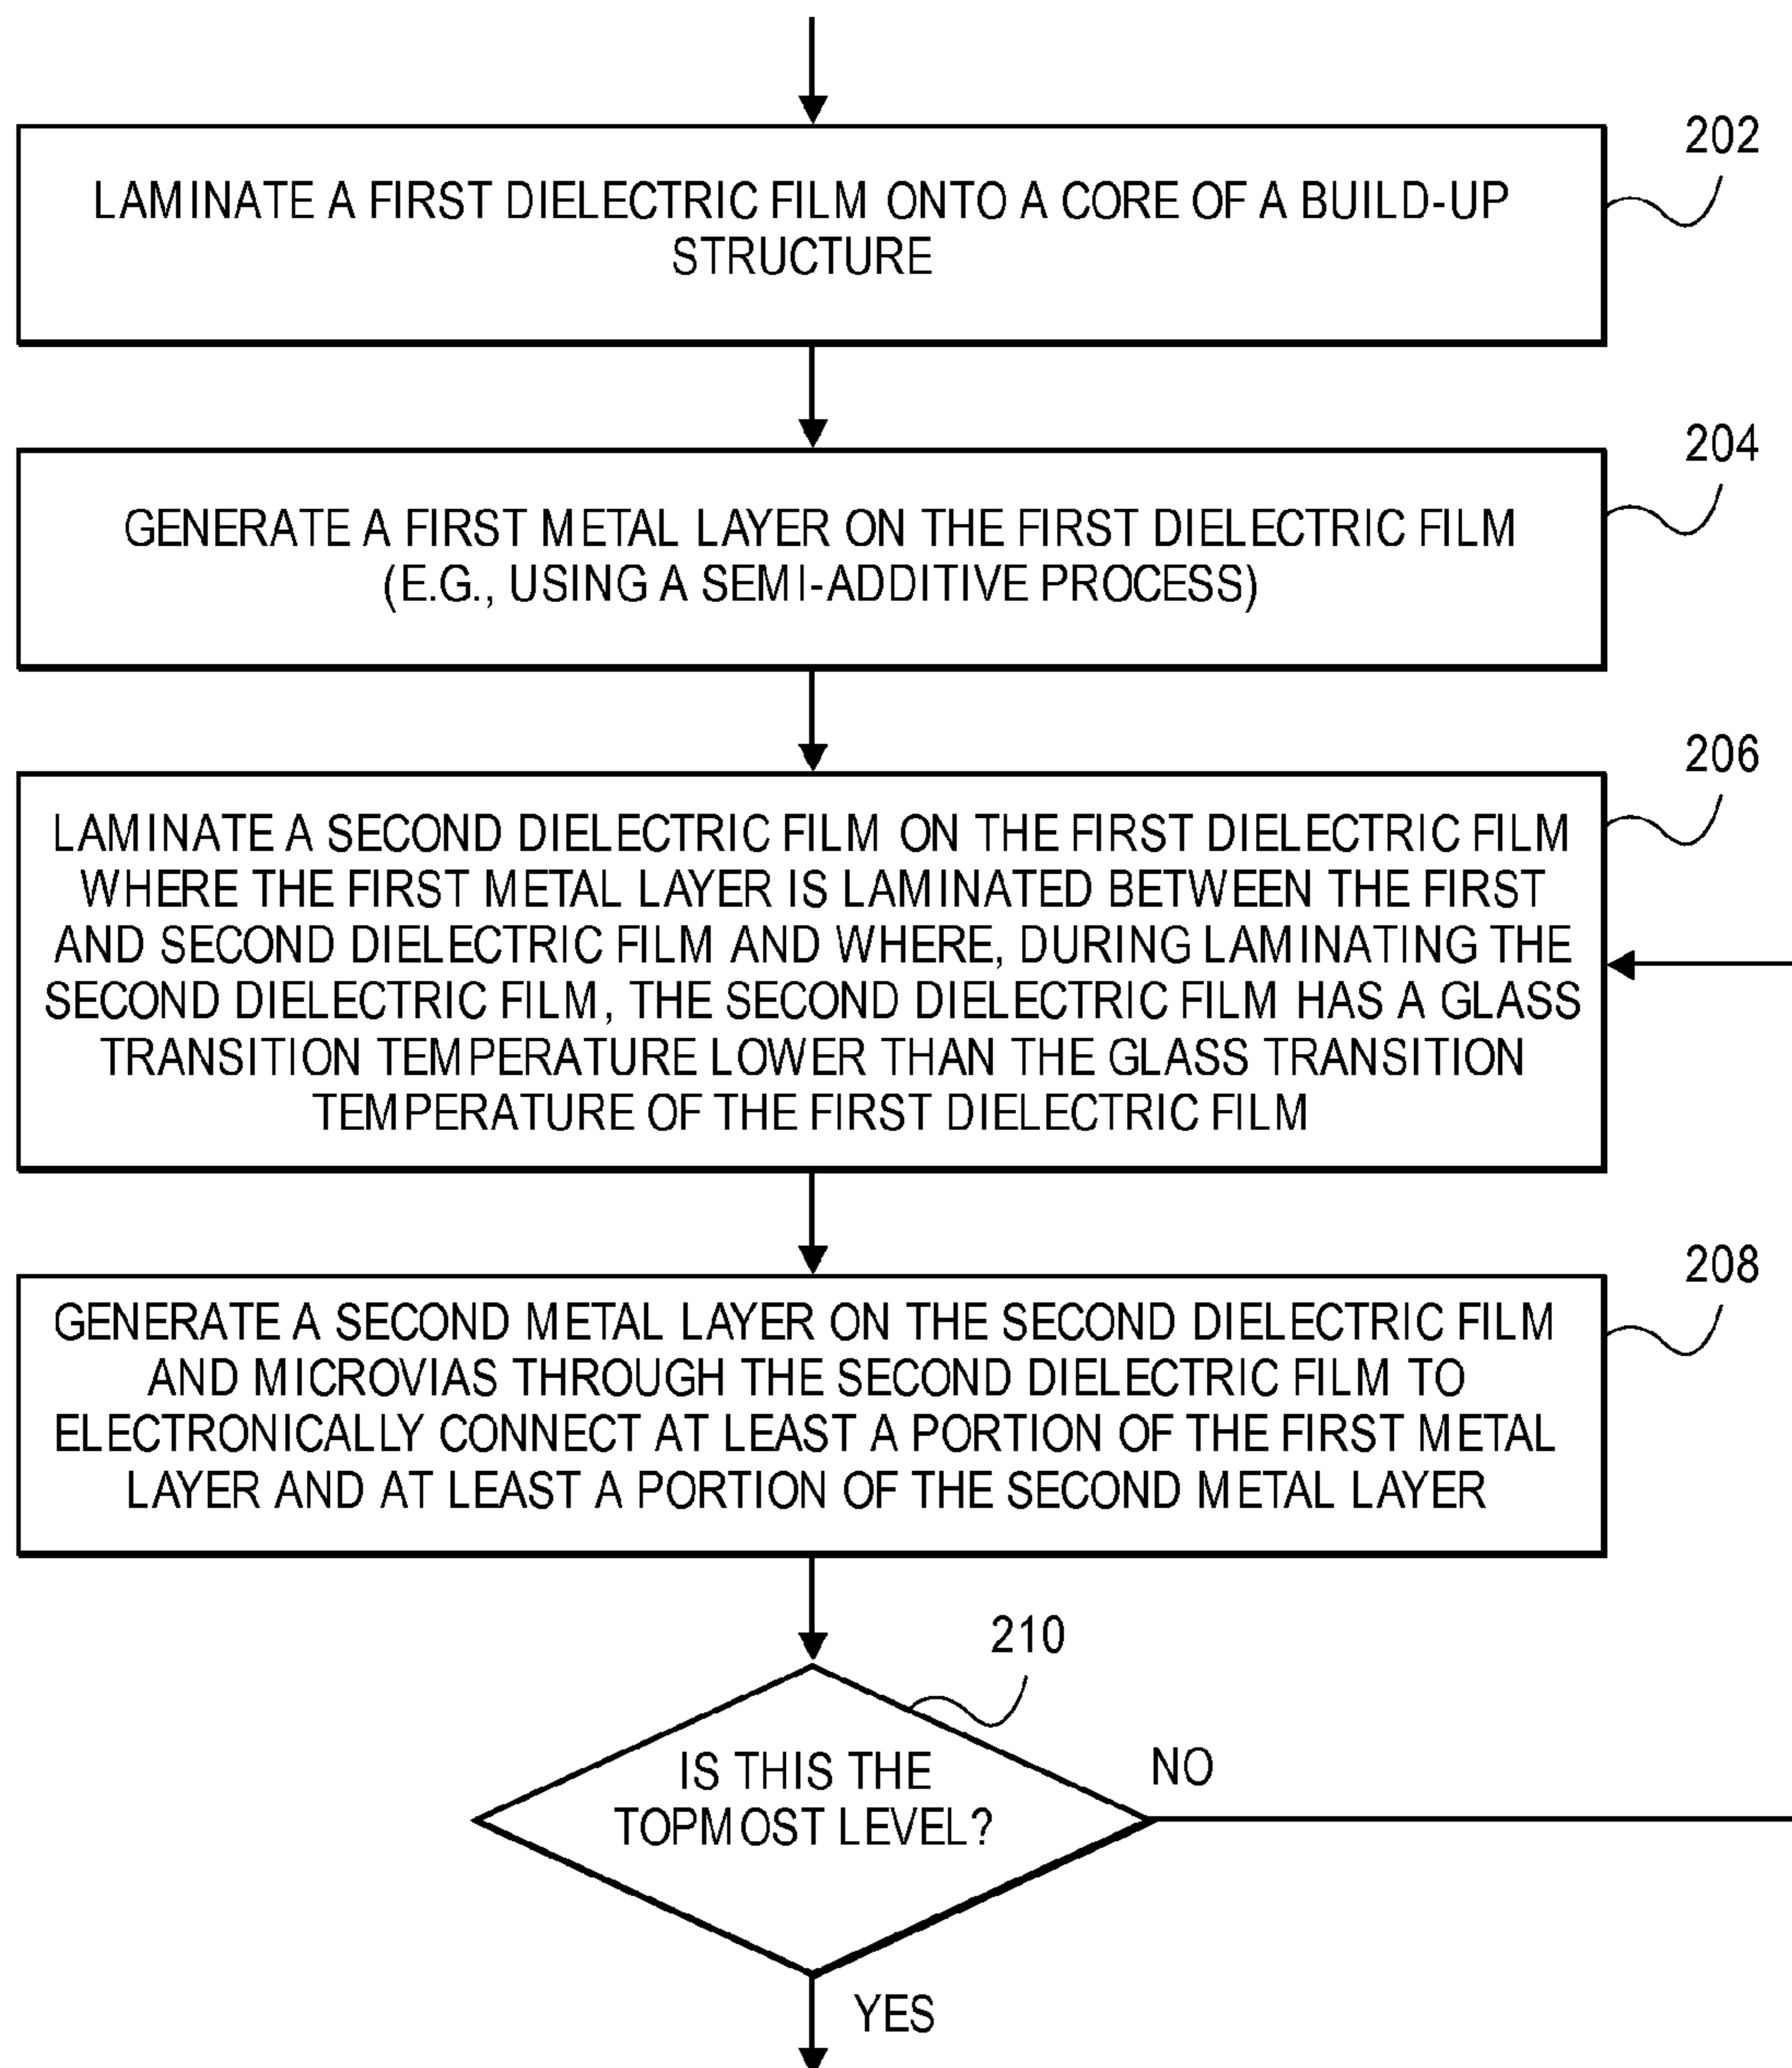 202
LAMINATE A FIRST DIELECTRIC FILM ONTO A CORE OF A BUILD-UP
STRUCTURE
204
GENERATE A FIRST METAL LAYER ON THE FIRST DIELECTRIC FILM
(E.G., USING A SEMI-ADDITIVE PROCESS)
206
LAMINATE A SECOND DIELECTRIC FILM ON THE FIRST DIELECTRIC FILM
WHERE THE FIRST METAL LAYER IS LAMINATED BETWEEN THE FIRST
AND SECOND DIELECTRIC FILM AND WHERE, DURING LAMINATING THE
SECOND DIELECTRIC FILM, THE SECOND DIELECTRIC FILM HAS A GLASS
TRANSITION TEMPERATURE LOWER THAN THE GLASS TRANSITION
TEMPERATURE OF THE FIRST DIELECTRIC FILM
208
GENERATE A SECOND METAL LAYER ON THE SECOND DIELECTRIC FILM
AND MICROVIAS THROUGH THE SECOND DIELECTRIC FILM TO
ELECTRONICALLY CONNECT AT LEAST A PORTION OF THE FIRST METAL
LAYER AND AT LEAST A PORTION OF THE SECOND METAL LAYER
210
IS THIS THE
TOPMOST LEVEL?
NO
YES